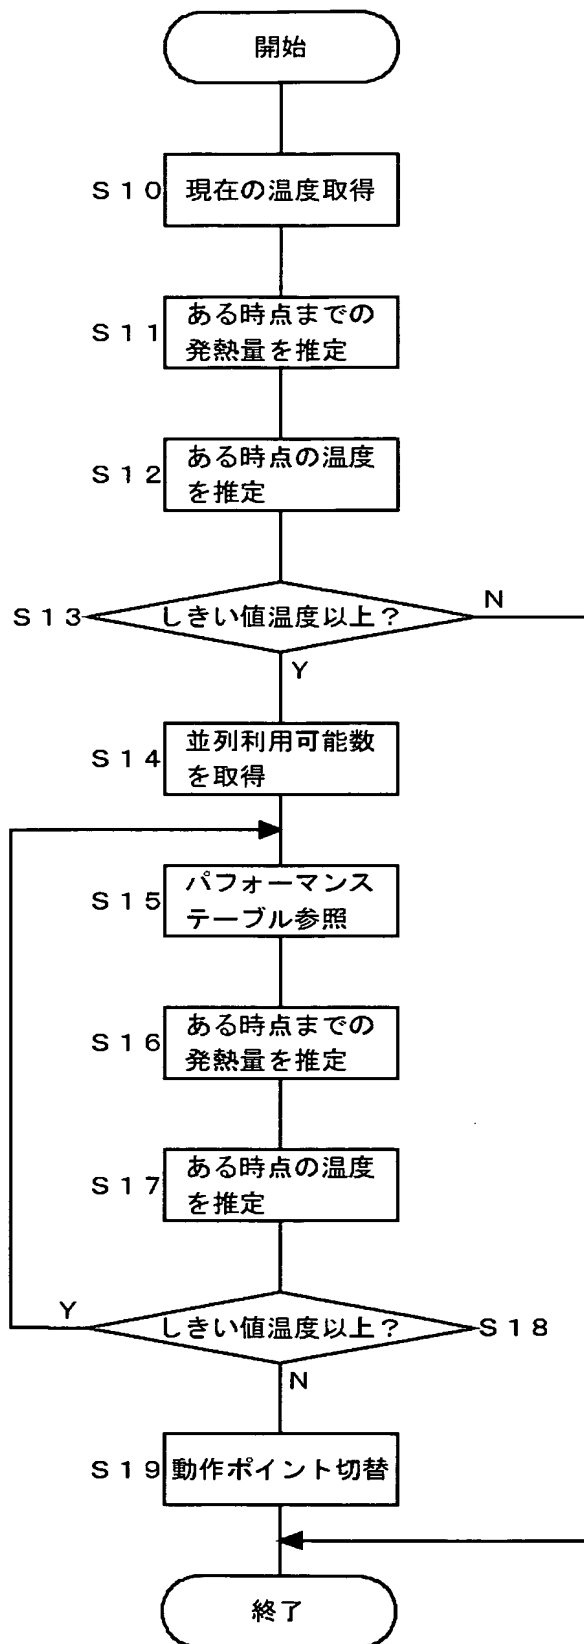 開始
S10 現在の温度取得
S11 ある時点までの
発熱量を推定
S12 ある時点の温度
を推定
S13 しきい値温度以上？ N
Y
S14 並列利用可能数
を取得
S15 パフォーマンス
テーブル参照
S16 ある時点までの
発熱量を推定
S17 ある時点の温度
を推定
Y しきい値温度以上？ S18
N
S19 動作ポイント切替
終了